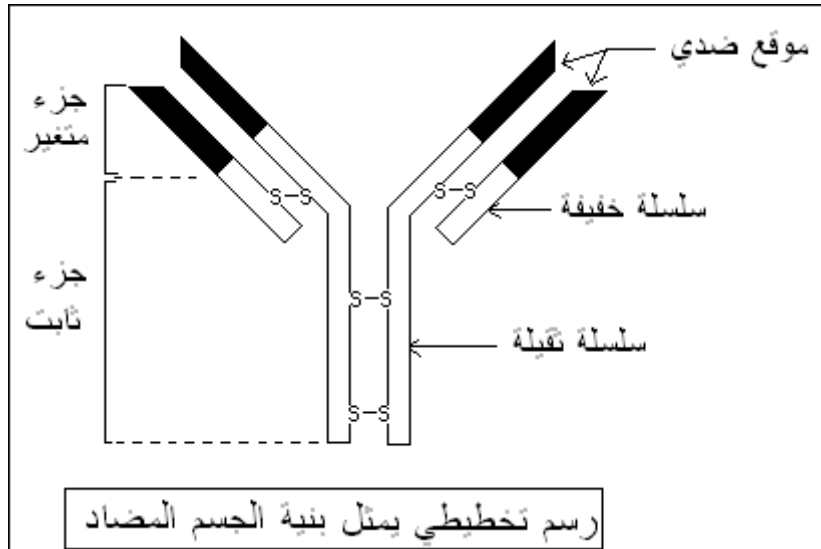 موقع ضدي
جزء
متغير
S-S
S-S
سلسلة خفيفة
جزء
ثابت
S-S
سلسلة ثقيلة
S-S
رسم تخطيطي يمثل بنية الجسم المضاد